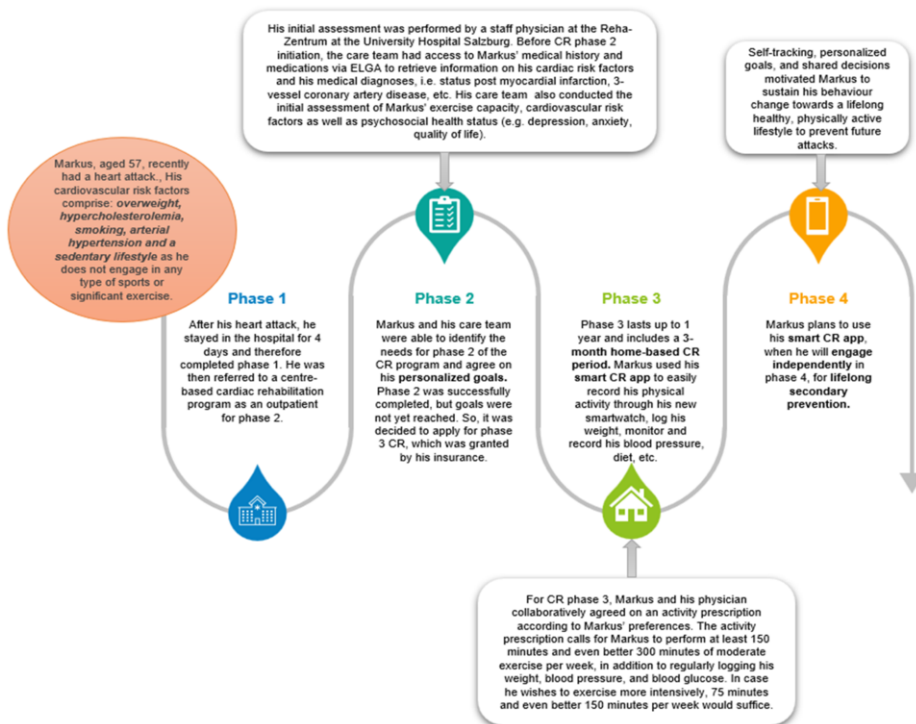 His initial assessment was performed by a staff physician at the Reha-
Zentrum at the University Hospital Salzburg. Before CR phase 2
initiation, the care team had access to Markus' medical history and
medications via ELGA to retrieve information on his cardiac risk factors
and his medical diagnoses, i.e. status post myocardial infarction, 3-
vessel coronary artery disease, etc. His care team also conducted the
initial assessment of Markus' exercise capacity, cardiovascular risk
factors as well as psychosocial health status (e.g. depression, anxiety,
quality of life).
Self-tracking, personalized
goals, and shared decisions
motivated Markus to
sustain his behaviour
change towards a lifelong
healthy, physically active
lifestyle to prevent future
attacks.
Markus, aged 57, recently
had a heart attack., His
cardiovascular risk factors
comprise: overweight,
hypercholesterolemia,
smoking, arterial
hypertension and a
sedentary lifestyle as he
does not engage in any
type of sports or
significant exercise.
Phase 1
After his heart attack, he
stayed in the hospital for 4
days and therefore
completed phase 1. He was
then referred to a centre-
based cardiac rehabilitation
program as an outpatient
for phase 2.
Phase 2
Markus and his care team
were able to identify the
needs for phase 2 of the
CR program and agree on
his personalized goals.
Phase 2 was successfully
completed, but goals were
not yet reached. So, it was
decided to apply for phase
3 CR, which was granted
by his insurance.
Phase 3
Phase 3 lasts up to 1
year and includes a 3-
month home-based CR
period. Markus used his
smart CR app to easily
record his physical
activity through his new
smartwatch, log his
weight, monitor and
record his blood pressure,
diet, etc.
Phase 4
Markus plans to use
his smart CR app,
when he will engage
independently in
phase 4, for lifelong
secondary
prevention.
For CR phase 3, Markus and his physician
collaboratively agreed on an activity prescription
according to Markus' preferences. The activity
prescription calls for Markus to perform at least 150
minutes and even better 300 minutes of moderate
exercise per week, in addition to regularly logging his
weight, blood pressure, and blood glucose. In case
he wishes to exercise more intensively, 75 minutes
and even better 150 minutes per week would suffice.